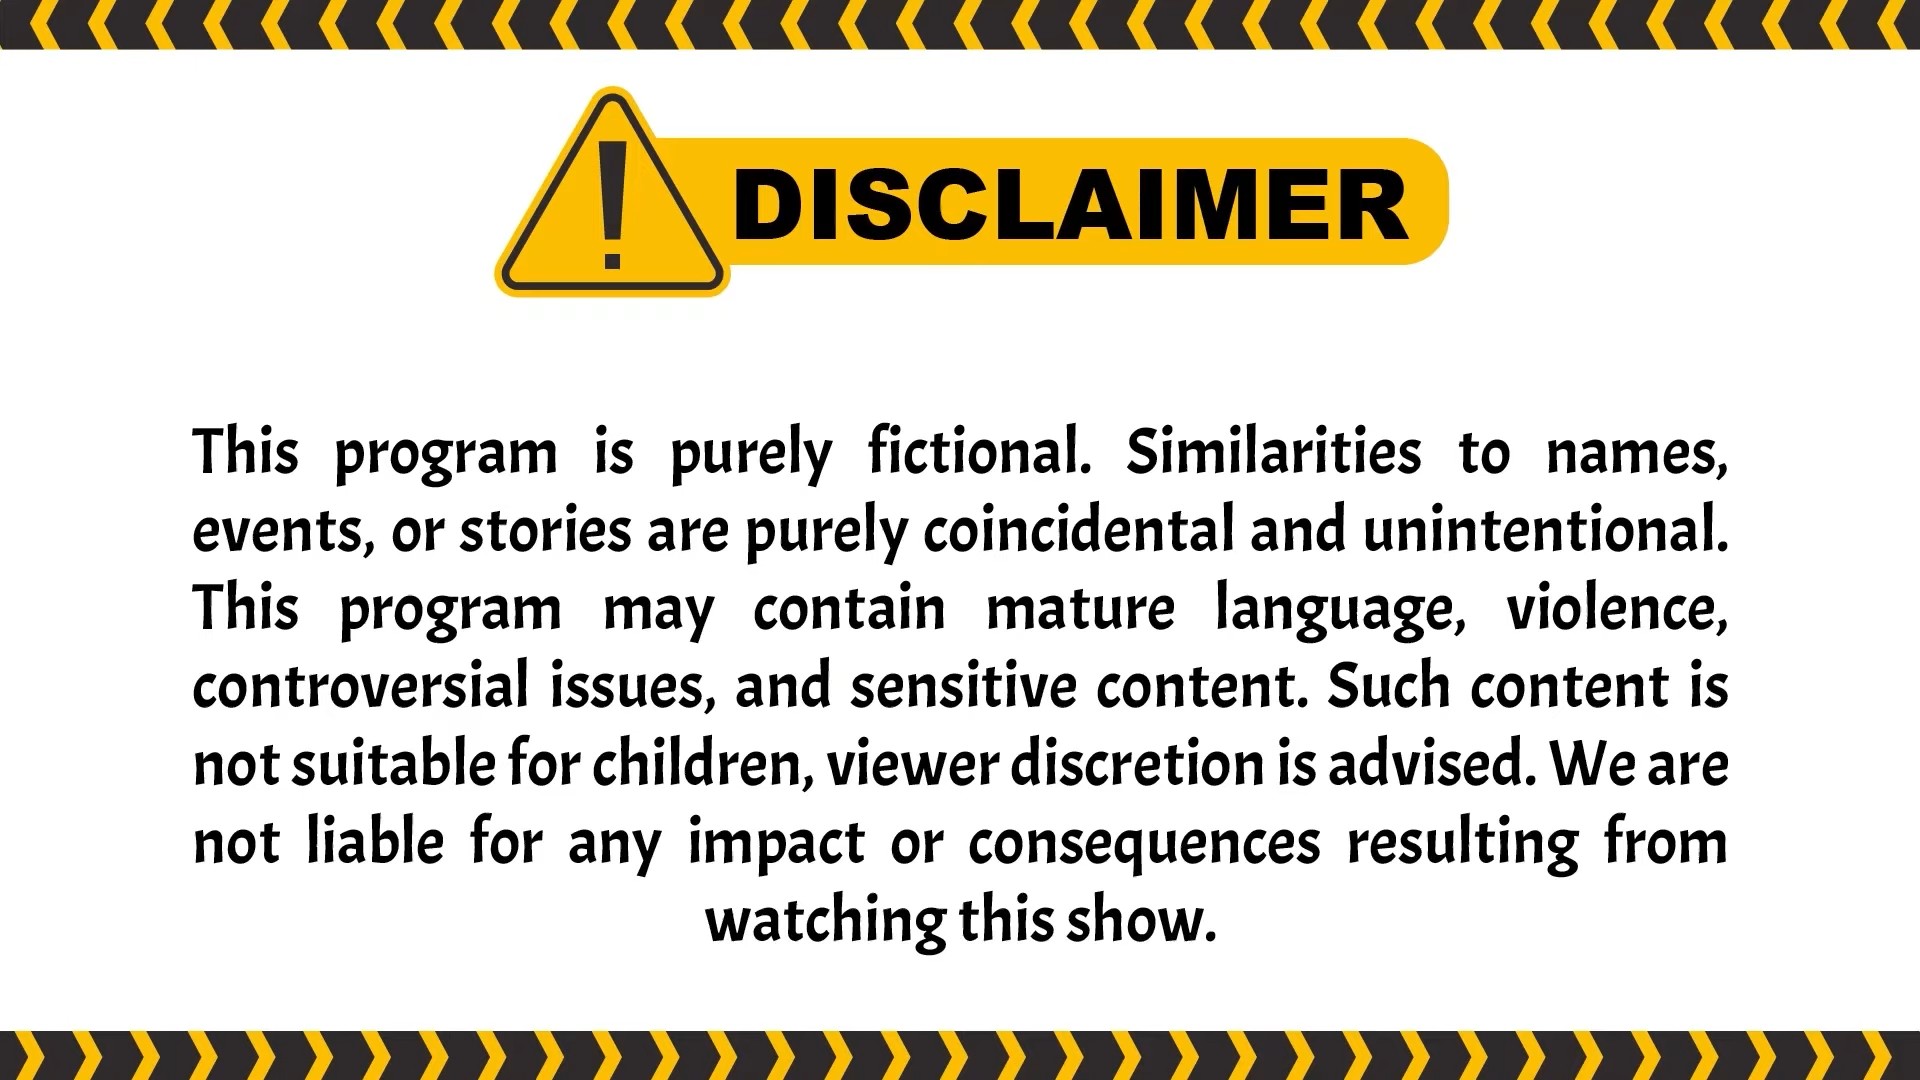 DISCLAIMER
This program is purely fictional. Similarities to names,
events, or stories are purely coincidental and unintentional.
This program may contain mature language, violence,
controversial issues, and sensitive content. Such content is
not suitable for children, viewer discretion is advised. We are
not liable for any impact or consequences resulting from
watching this show.